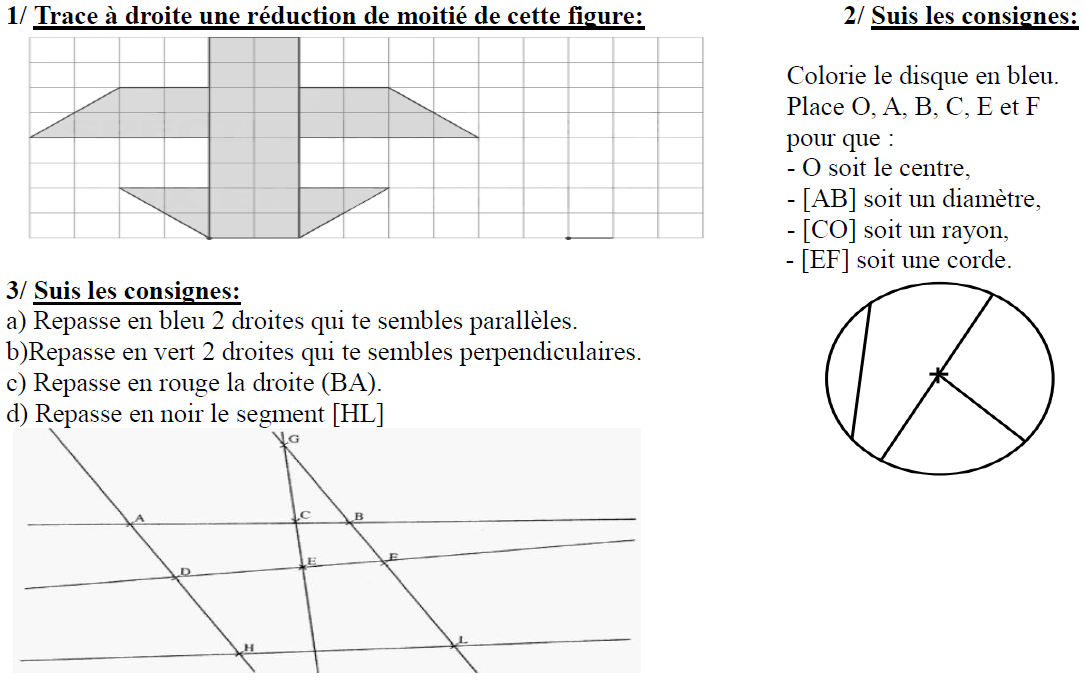 1/ Trace à droite une réduction de moitié de cette figure:
2/ Suis les consignes:
Colorie le disque en bleu.
Place O, A, B, C, E et F
pour que :
- O soit le centre,
- [AB] soit un diamètre,
- [CO] soit un rayon,
- [EF] soit une corde.
3/ Suis les consignes:
a) Repasse en bleu 2 droites qui te sembles parallèles.
b)Repasse en vert 2 droites qui te sembles perpendiculaires.
c) Repasse en rouge la droite (BA).
d) Repasse en noir le segment [HL]
G
A
C
B
D
E
F
H
L